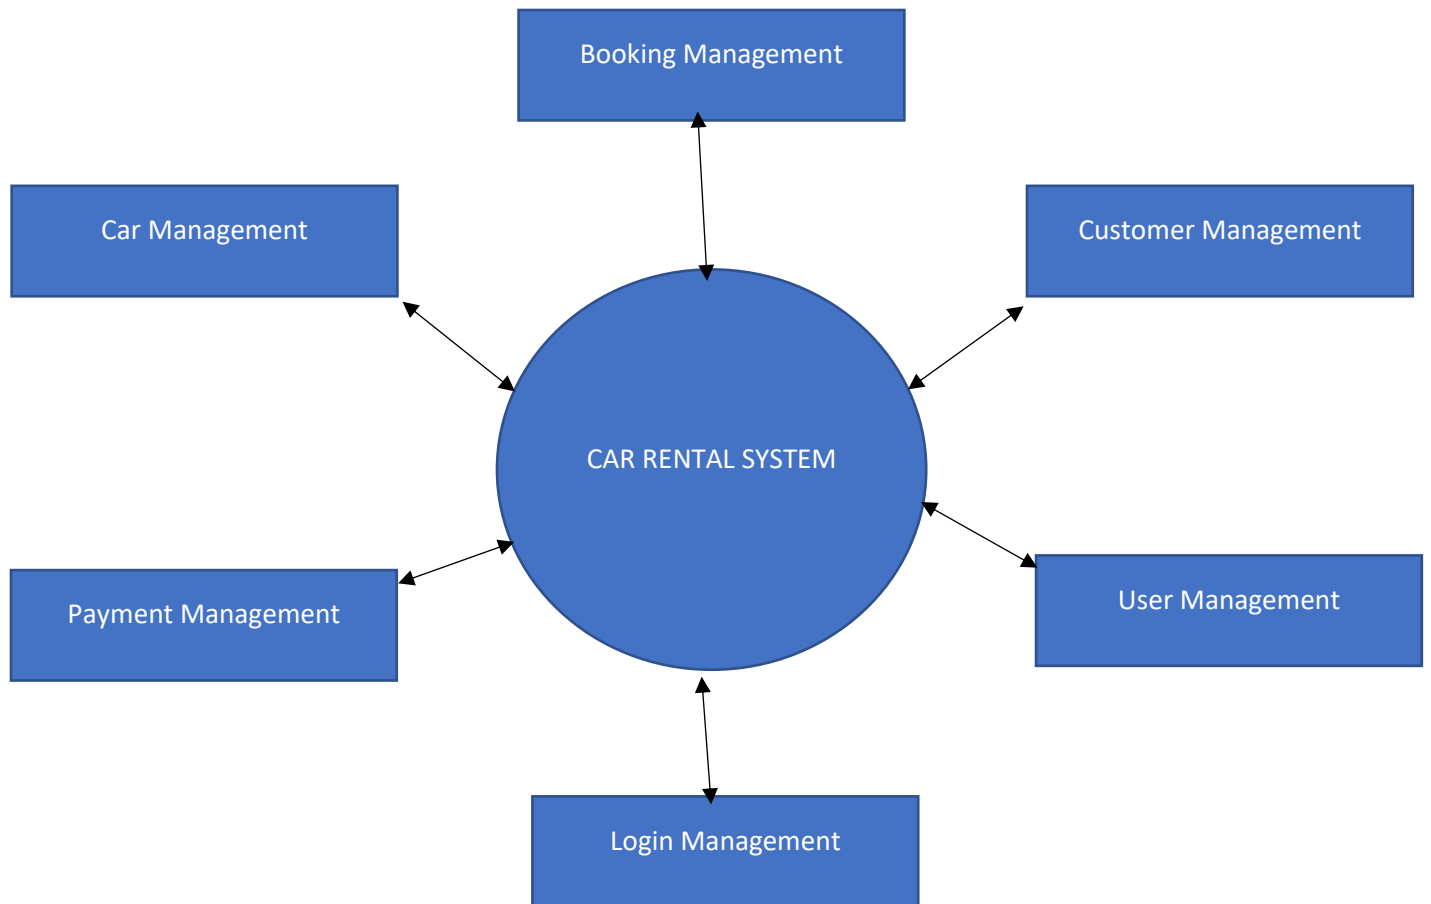 Booking Management
Car Management
Customer Management
CAR RENTAL SYSTEM
Payment Management
User Management
Login Management